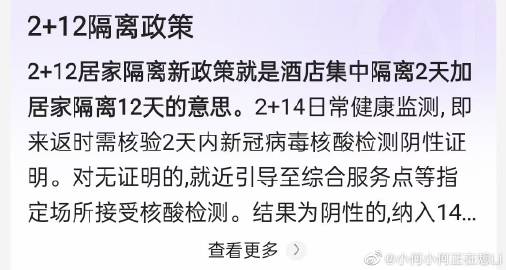 2+12隔离政策
2+12居家隔离新政策就是酒店集中隔离2天加
居家隔离12天的意思。2+14日常健康监测,即
来返时需核验2天内新冠病毒核酸检测阴性证
明。对无证明的,就近引导至综合服务点等指
定场所接受核酸检测。结果为阴性的,纳入14...
查看更多
@小何小何正在想Li